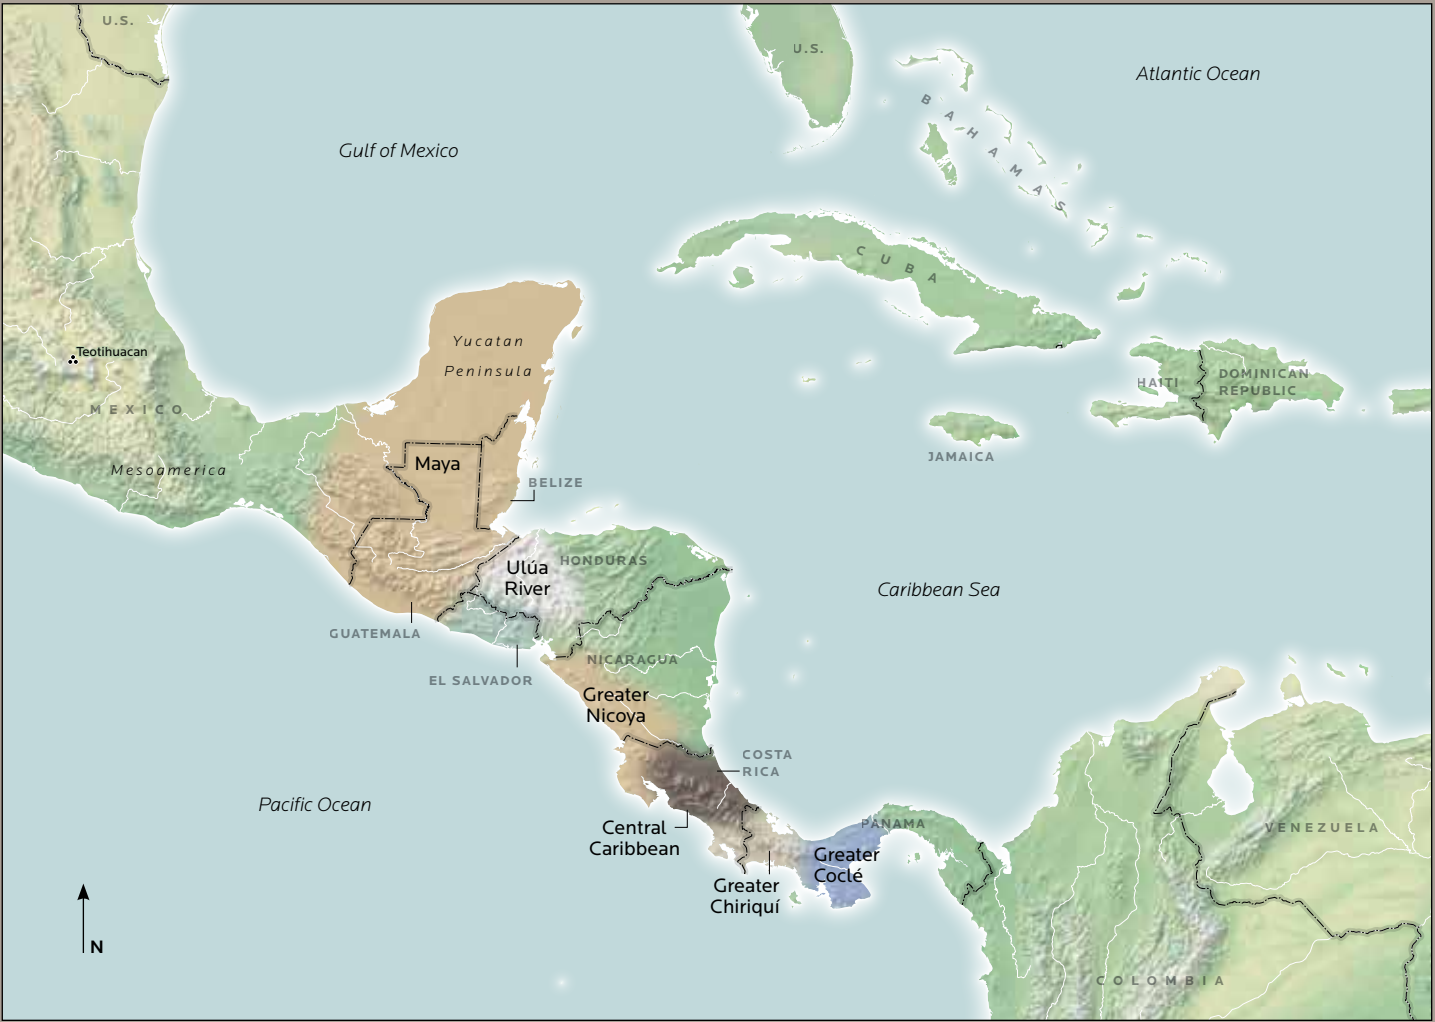 U.S.
U.S.
Atlantic Ocean
BAHAMAS
Gulf of Mexico
CUBA
Yucatan
Peninsula
Teotihuacan
HAITI
DOMINICAN
REPUBLIC
MEXICO
JAMAICA
Mesoamerica
Maya
BELIZE
HONDURAS
Ulúa
River
Caribbean Sea
GUATEMALA
NICARAGUA
EL SALVADOR
Greater
Nicoya
COSTA
RICA
Pacific Ocean
Central
Caribbean
PANAMA
VENEZUELA
Greater
Coclé
Greater
Chiriquí
N
COLOMBIA